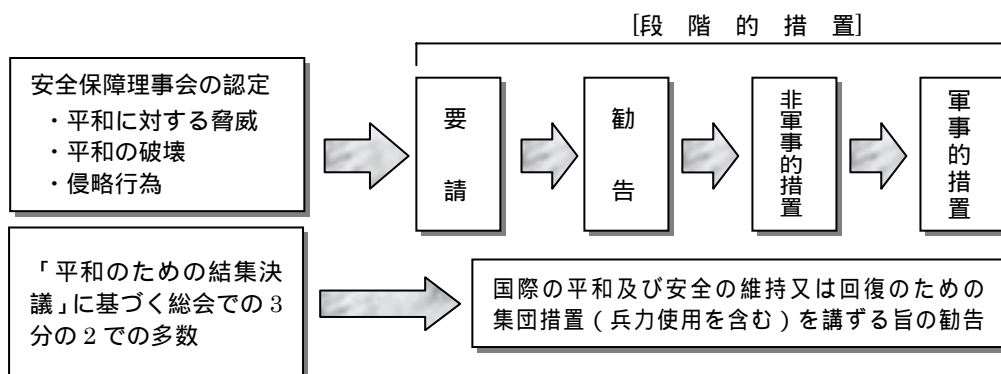 [段 階 的 措 置]
安全保障理事会の認定
・平和に対する脅威
・平和の破壊
・侵略行為
要請
勧告
非軍事的措置
軍事的措置
「平和のための結集決
議」に基づく総会での3
分の2での多数
国際の平和及び安全の維持又は回復のための
集団措置（兵力使用を含む）を講ずる旨の勧告